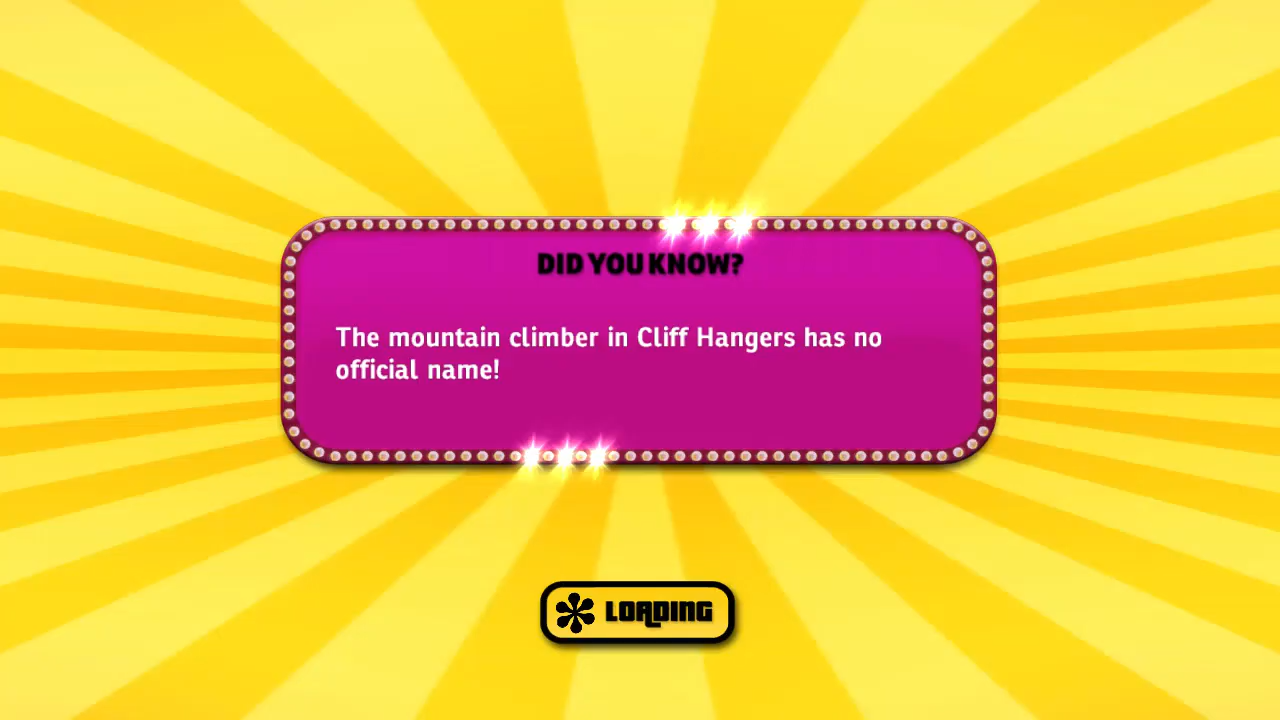 DID YOU KNOW?
The mountain climber in Cliff Hangers has no
official name!
LOADING